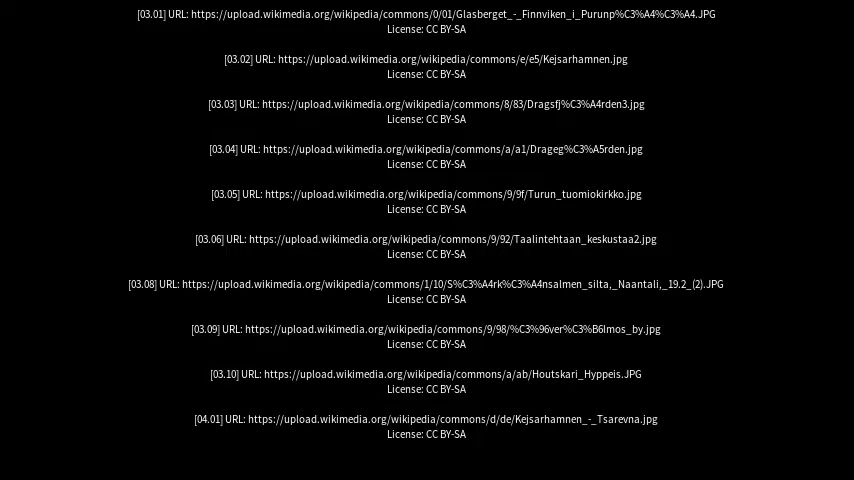 [03.01] URL: https://upload.wikimedia.org/wikipedia/commons/0/01/Glasberget_-_Finnviken_i_Purunp%C3%A4%C3%A4.JPG
License: CC BY-SA
[03.02] URL: https://upload.wikimedia.org/wikipedia/commons/e/e5/Kejsarhamnen.jpg
License: CC BY-SA
[03.03] URL: https://upload.wikimedia.org/wikipedia/commons/8/83/Dragsfj%C3%A4rden3.jpg
License: CC BY-SA
[03.04] URL: https://upload.wikimedia.org/wikipedia/commons/a/a1/Drageg%C3%A5rden.jpg
License: CC BY-SA
[03.05] URL: https://upload.wikimedia.org/wikipedia/commons/9/9f/Turun_tuomiokirkko.jpg
License: CC BY-SA
[03.06] URL: https://upload.wikimedia.org/wikipedia/commons/9/92/Taalintehtaan_keskustaa2.jpg
License: CC BY-SA
[03.08] URL: https://upload.wikimedia.org/wikipedia/commons/1/10/S%C3%A4rk%C3%A4nsalmen_silta,_Naantali,_19.2_(2).JPG
License: CC BY-SA
[03.09] URL: https://upload.wikimedia.org/wikipedia/commons/9/98/%C3%96ver%C3%B6lmos_by.jpg
License: CC BY-SA
[03.10] URL: https://upload.wikimedia.org/wikipedia/commons/a/ab/Houtskari_Hyppeis.JPG
License: CC BY-SA
[04.01] URL: https://upload.wikimedia.org/wikipedia/commons/d/de/Kejsarhamnen_-_Tsarevna.jpg
License: CC BY-SA